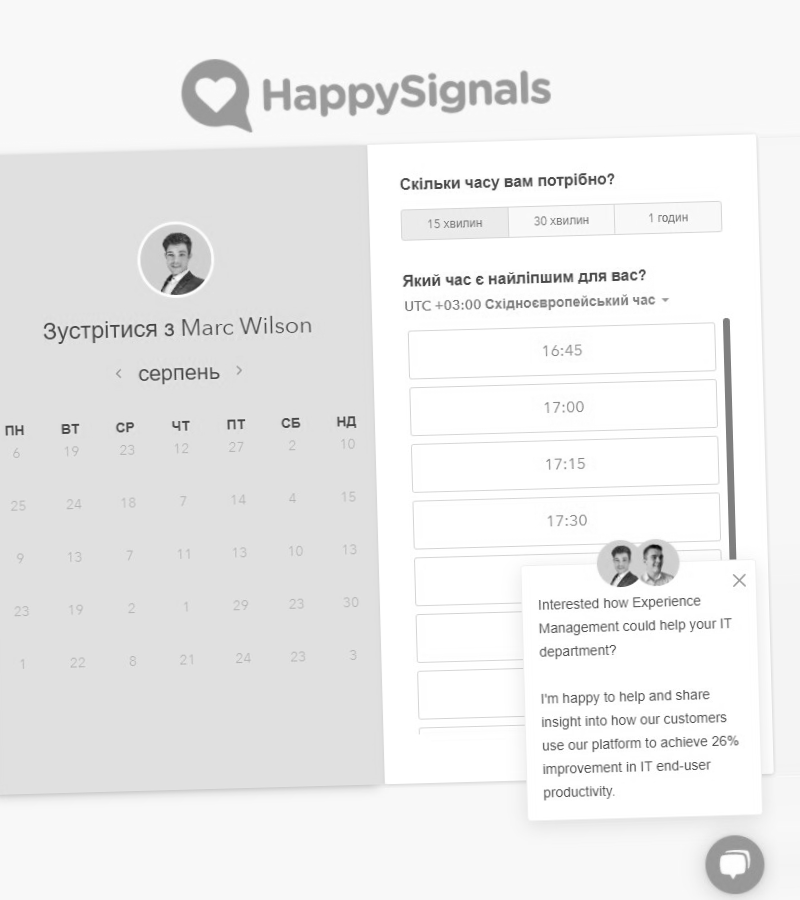 HappySignals
Зустрітися з Marc Wilson
серпень
ПН ВТ СР ЧТ ПТ СБ НД
6 19 23 12 27 2 10
25 24 18 7 14 4 15
9 13 7 11 13 10 13
23 19 2 1 29 23 30
1 22 8 21 24 23 3
Скільки часу вам потрібно?
15 хвилин 30 хвилин 1 годин
Який час є найліпшим для вас?
UTC +03:00 Східноєвропейський час
16:45
17:00
17:15
17:30
Interested how Experience
Management could help your IT
department?
I'm happy to help and share
insight into how our customers
use our platform to achieve 26%
improvement in IT end-user
productivity.